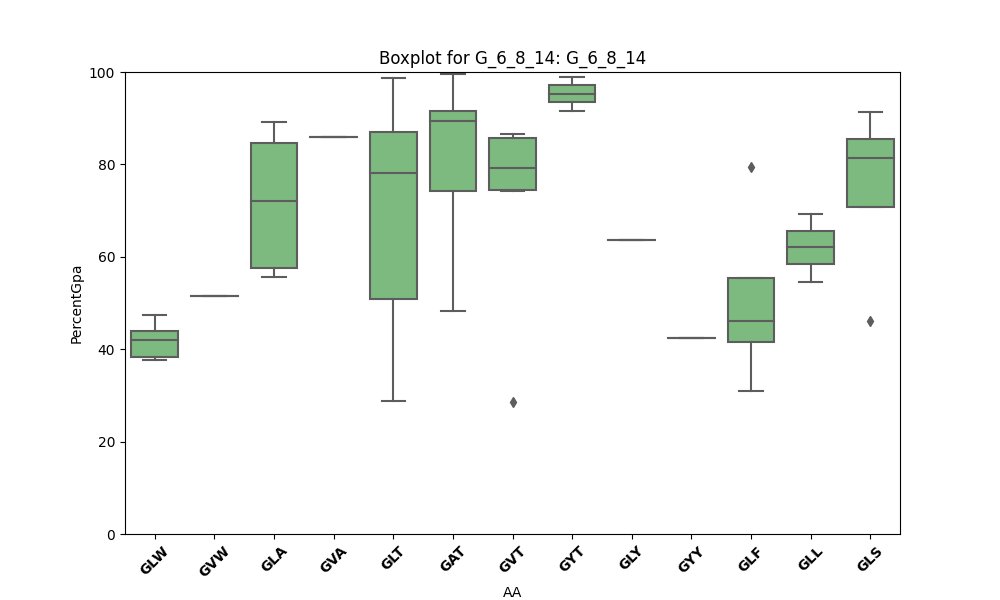 Boxplot for G_6_8_14: G_6_8_14
PercentGpa
100
80
60
40
20
0
GLW GVW GLA GVA GLT GAT GVT GYT GLY GYY GLF GLL GLS
AA